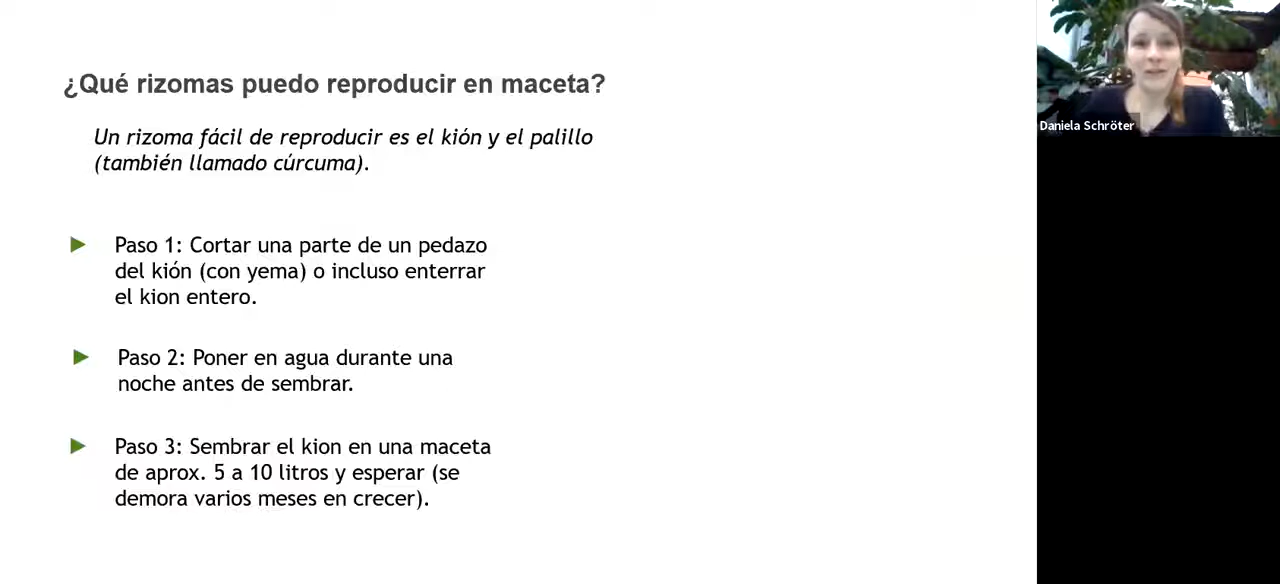 ¿Qué rizomas puedo reproducir en maceta?
Un rizoma fácil de reproducir es el kión y el palillo
(también llamado cúrcuma).
Paso 1: Cortar una parte de un pedazo
del kión (con yema) o incluso enterrar
el kion entero.
Paso 2: Poner en agua durante una
noche antes de sembrar.
Paso 3: Sembrar el kion en una maceta
de aprox. 5 a 10 litros y esperar (se
demora varios meses en crecer).
Daniela Schröter